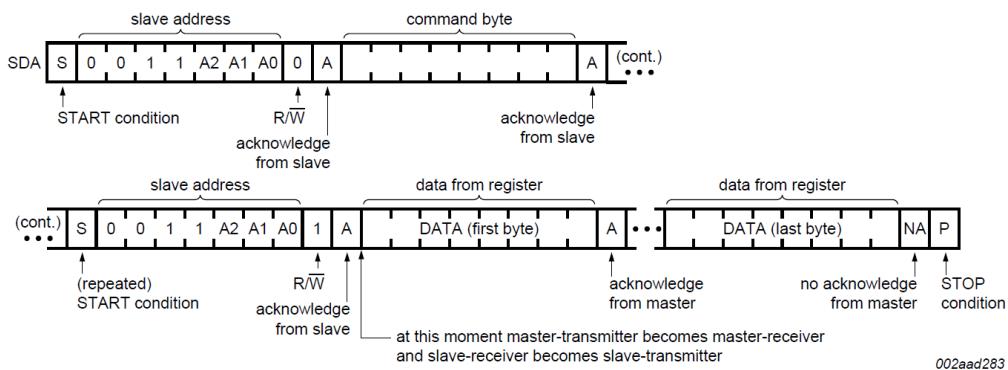 slave address command byte
SDA S 0 0 1 1 A2 A1 A0 0 A A (cont.)
START condition R/W̅
acknowledge
from slave
acknowledge
from slave
slave address data from register data from register
(cont.) S 0 0 1 1 A2 A1 A0 1 A DATA (first byte) A DATA (last byte) NA P
(repeated)
START condition
R/W̅
acknowledge
from slave
acknowledge
from master
no acknowledge
from master
STOP
condition
at this moment master-transmitter becomes master-receiver
and slave-receiver becomes slave-transmitter
002aad283